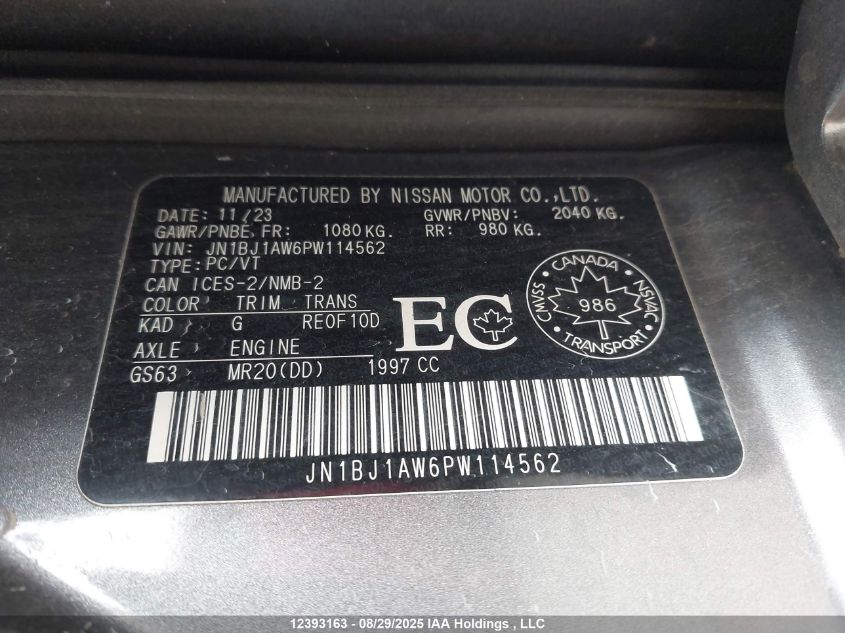 MANUFACTURED BY NISSAN MOTOR CO.,LTD.
DATE: 11/23 GVWR/PNBV: 2040 KG.
GAWR/PNBE. FR: 1080 KG. RR: 980 KG.
VIN: JN1BJ1AW6PW114562
TYPE: PC/VT
CAN ICES-2/NMB-2
COLOR TRIM TRANS
KAD G RE0F10D
AXLE ENGINE
GS63 MR20(DD) 1997 CC
EC
CANADA
CMVSS 986 NSVAC
TRANSPORT
JN1BJ1AW6PW114562
12393163 - 08/29/2025 IAA Holdings, LLC